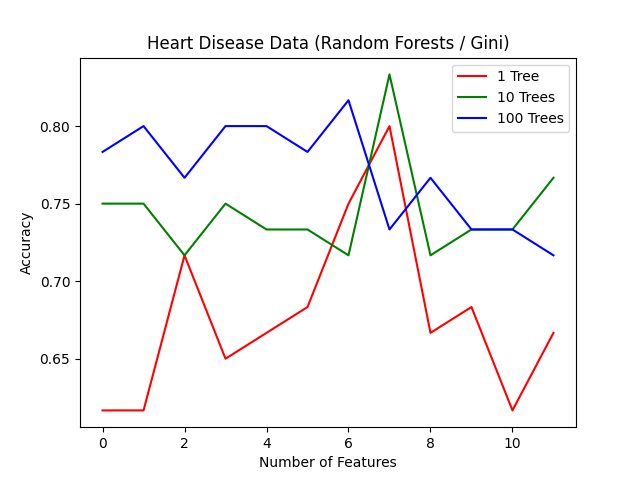 Heart Disease Data (Random Forests / Gini)
1 Tree
10 Trees
100 Trees
Accuracy
0.80
0.75
0.70
0.65
0 2 4 6 8 10
Number of Features